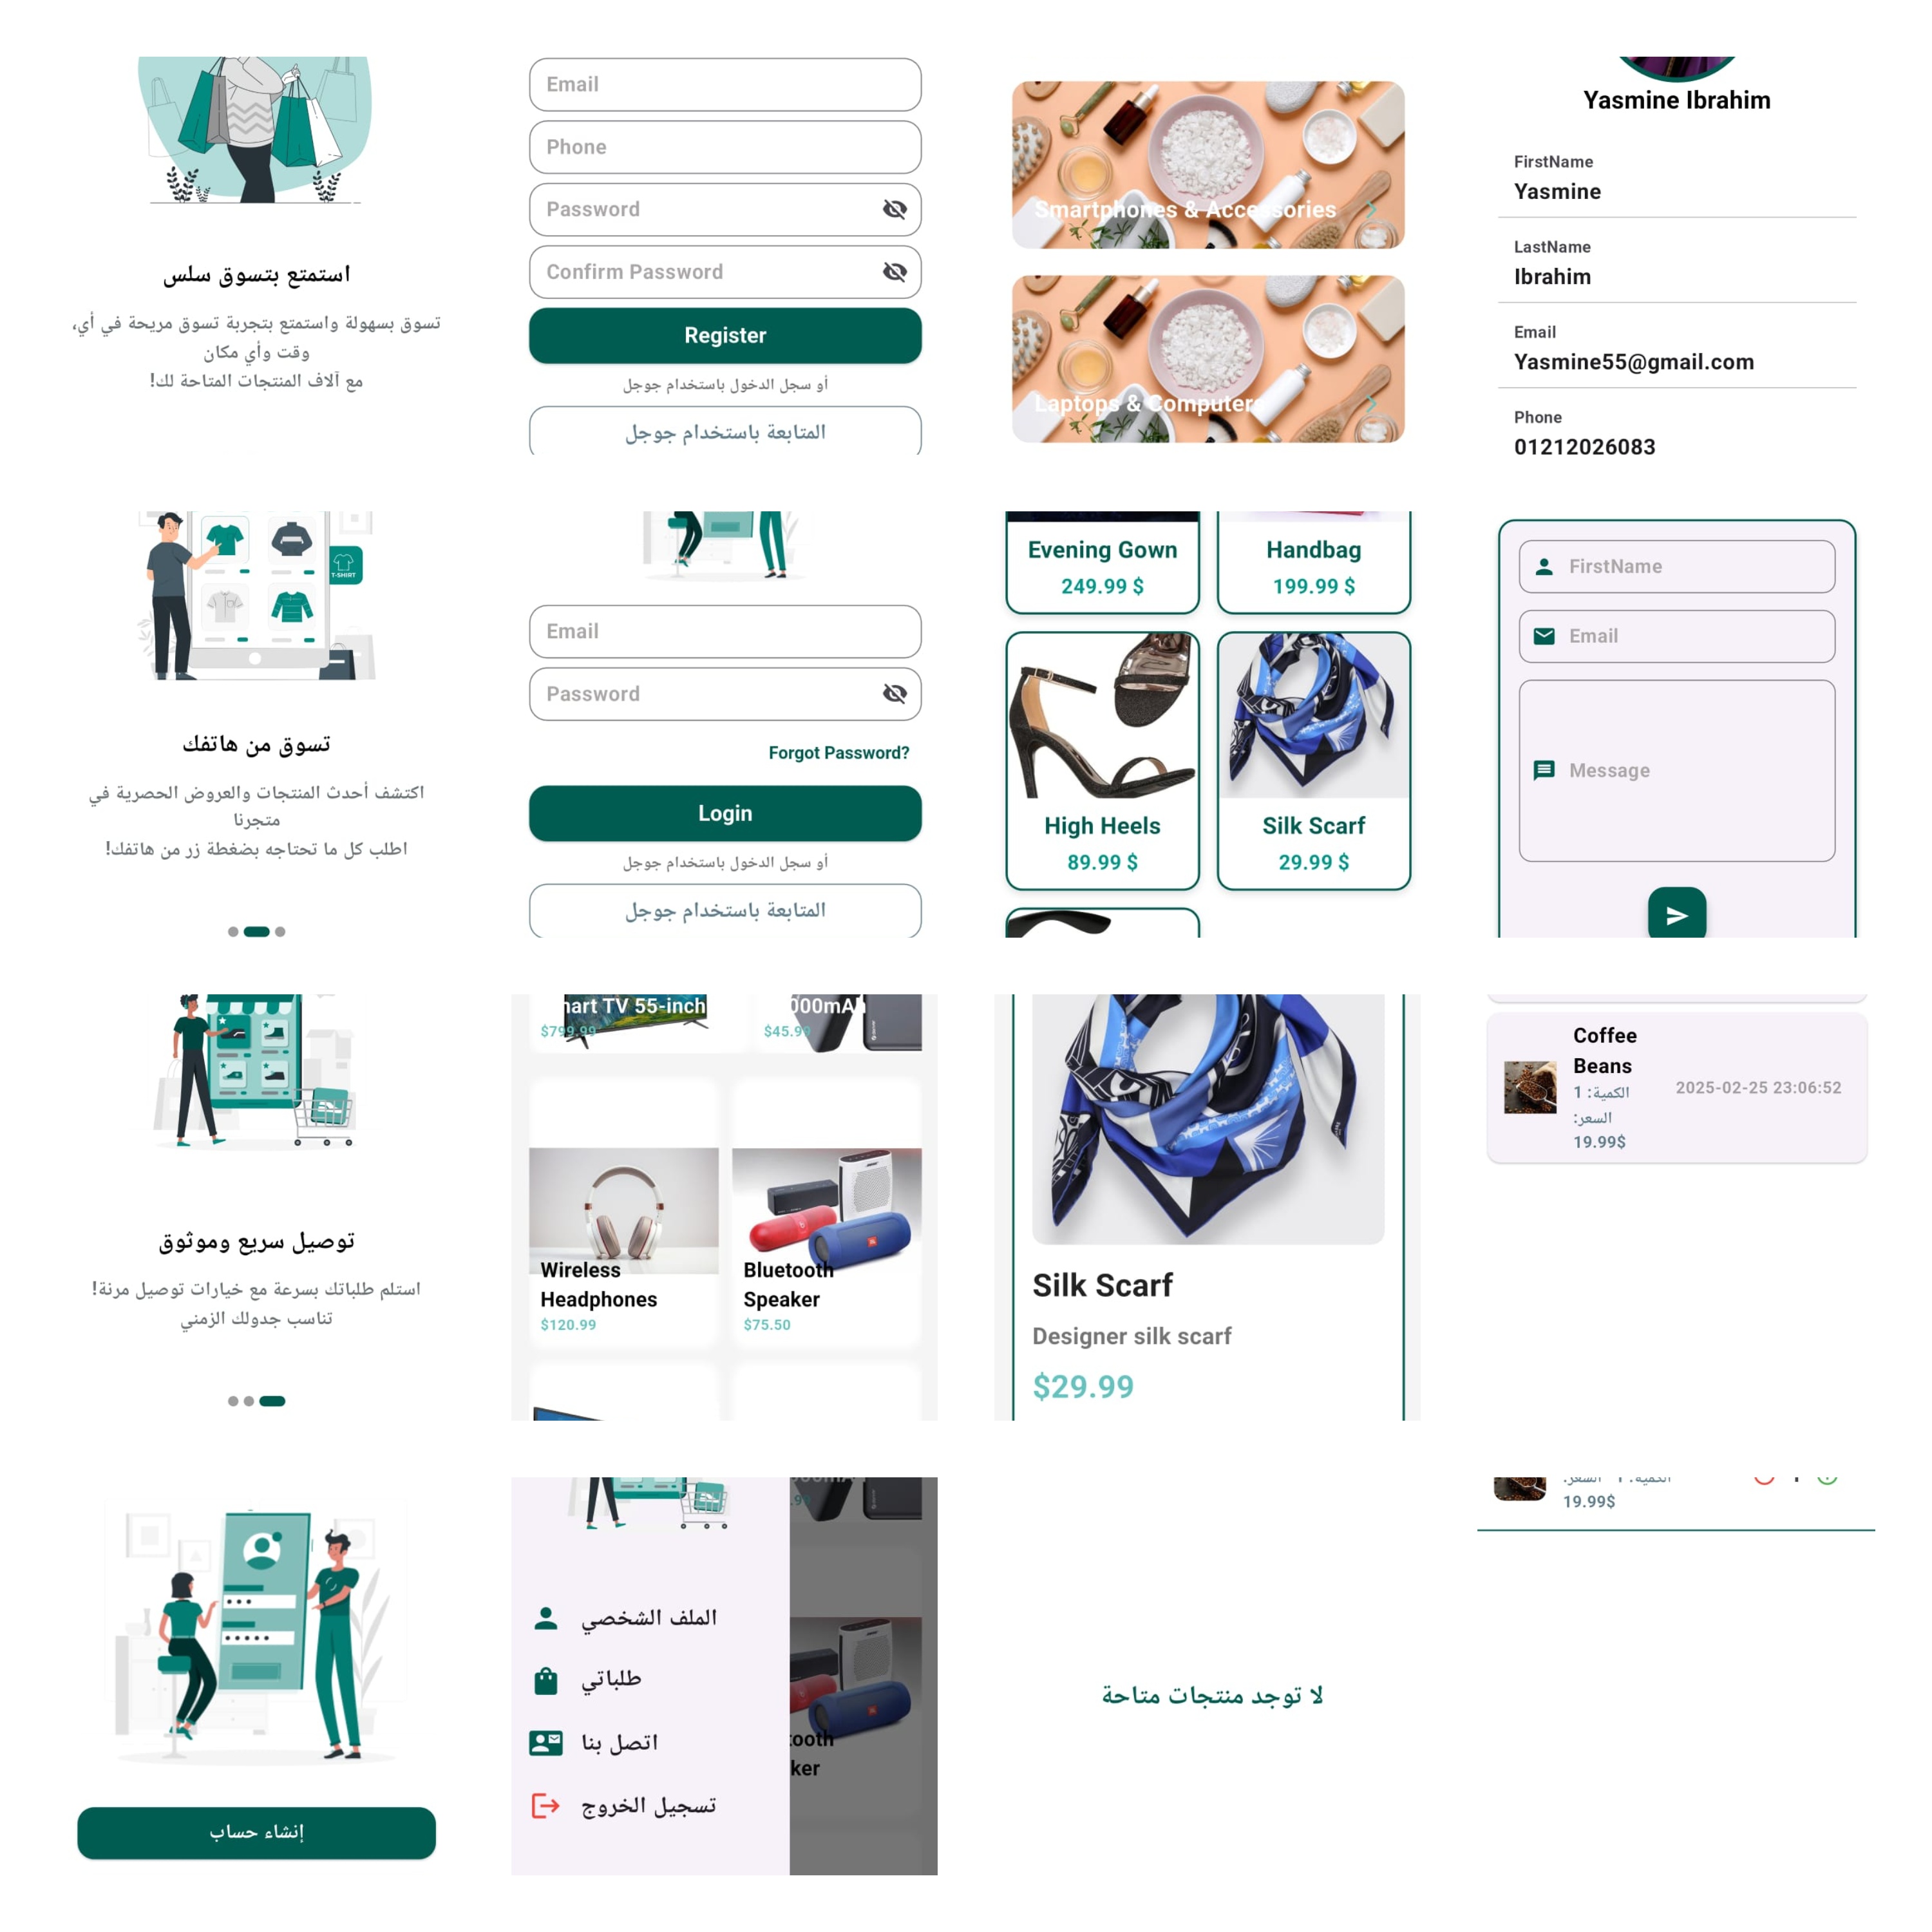 استمتع بتسوق سلس
تسوق بسهولة واستمتع بتجربة تسوق مريحة في أي،
وقت وأي مكان
مع آلاف المنتجات المتاحة لك!
Email
Phone
Password
Confirm Password
Register
أو سجل الدخول باستخدام جوجل
المتابعة باستخدام جوجل
Smartphones & Accessories
Laptops & Computers
Yasmine Ibrahim
FirstName
Yasmine
LastName
Ibrahim
Email
Yasmine55@gmail.com
Phone
01212026083
T-SHIRT
تسوق من هاتفك
اكتشف أحدث المنتجات والعروض الحصرية في
متجرنا
اطلب كل ما تحتاجه بضغطة زر من هاتفك!
Email
Password
Forgot Password?
Login
أو سجل الدخول باستخدام جوجل
المتابعة باستخدام جوجل
Evening Gown
249.99 $
Handbag
199.99 $
High Heels
89.99 $
Silk Scarf
29.99 $
FirstName
Email
Message
توصيل سريع وموثوق
استلم طلباتك بسرعة مع خيارات توصيل مرنة!
تناسب جدولك الزمني
TV 55-inch
$799.99
000mAh
$45.99
Wireless
Headphones
$120.99
Bluetooth
Speaker
$75.50
Silk Scarf
Designer silk scarf
$29.99
Coffee
Beans
الكمية: 1
السعر:
19.99$
2025-02-25 23:06:52
إنشاء حساب
الملف الشخصي
طلباتي
اتصل بنا
تسجيل الخروج
tooth
ker
لا توجد منتجات متاحة
الكمية: 1 السعر:
19.99$